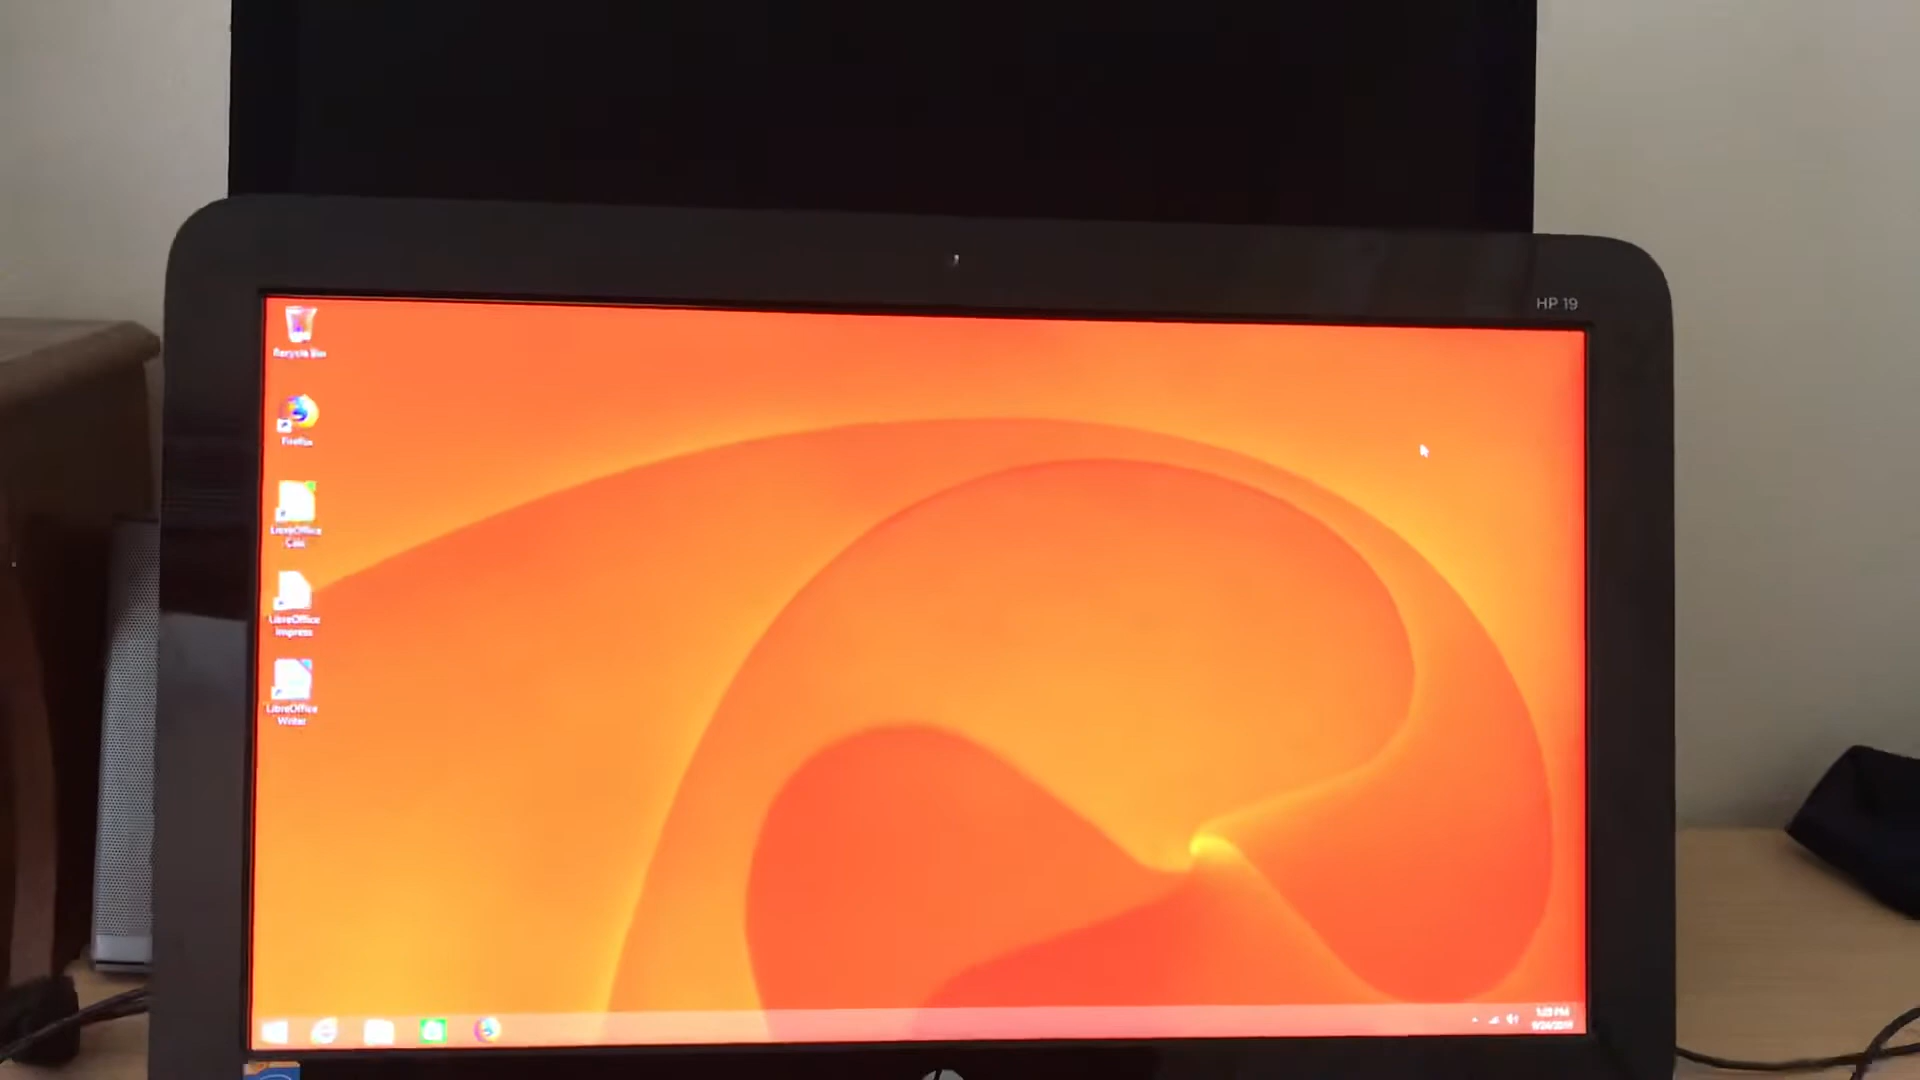 HP 19
Recycle Bin
Firefox
LibreOffice
Calc
LibreOffice
Impress
LibreOffice
Writer